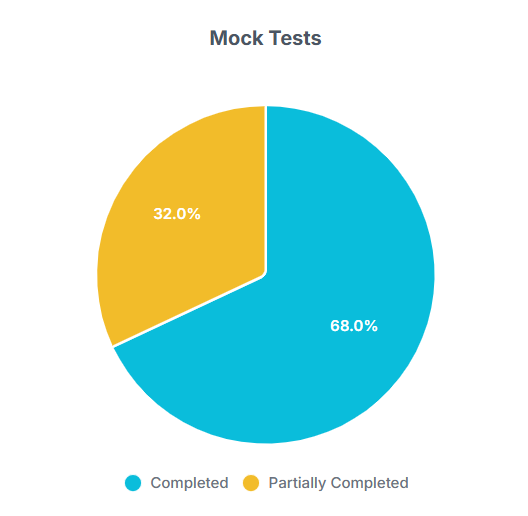 Mock Tests
32.0%
68.0%
Completed Partially Completed